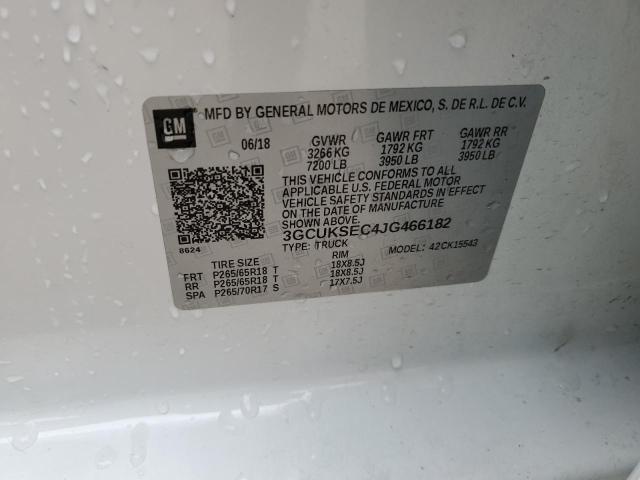 GM MFD BY GENERAL MOTORS DE MEXICO, S. DE R.L. DE C.V.
06/18 GVWR GAWR FRT GAWR RR
3266 KG 1792 KG 1792 KG
7200 LB 3950 LB 3950 LB
THIS VEHICLE CONFORMS TO ALL
APPLICABLE U.S. FEDERAL MOTOR
VEHICLE SAFETY STANDARDS IN EFFECT
ON THE DATE OF MANUFACTURE
SHOWN ABOVE.
3GCUKSEC4JG466182
8624 TYPE: TRUCK MODEL: 42CK15543
TIRE SIZE RIM
FRT P265/65R18 T 18X8.5J
RR P265/65R18 T 18X8.5J
SPA P265/70R17 S 17X7.5J